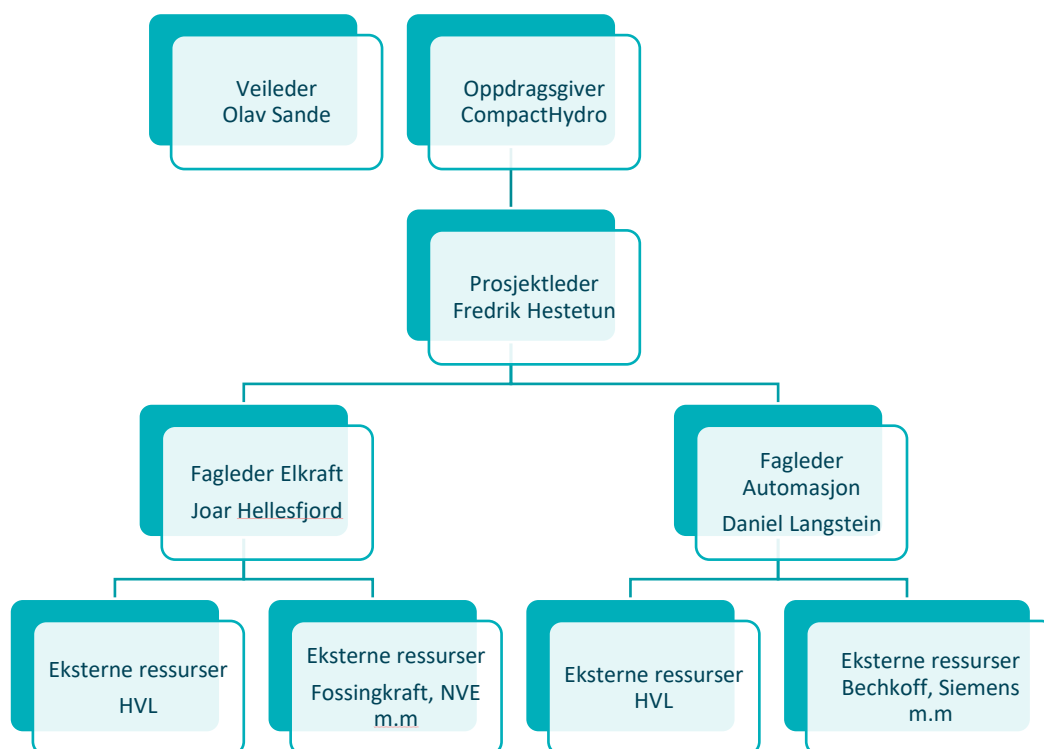 Veileder
Olav Sande
Oppdragsgiver
CompactHydro
Prosjektleder
Fredrik Hestetun
Fagleder Elkraft
Joar Hellesfjord
Fagleder
Automasjon
Daniel Langstein
Eksterne ressurser
HVL
Eksterne ressurser
Fossingkraft, NVE
m.m
Eksterne ressurser
HVL
Eksterne ressurser
Bechkoff, Siemens
m.m